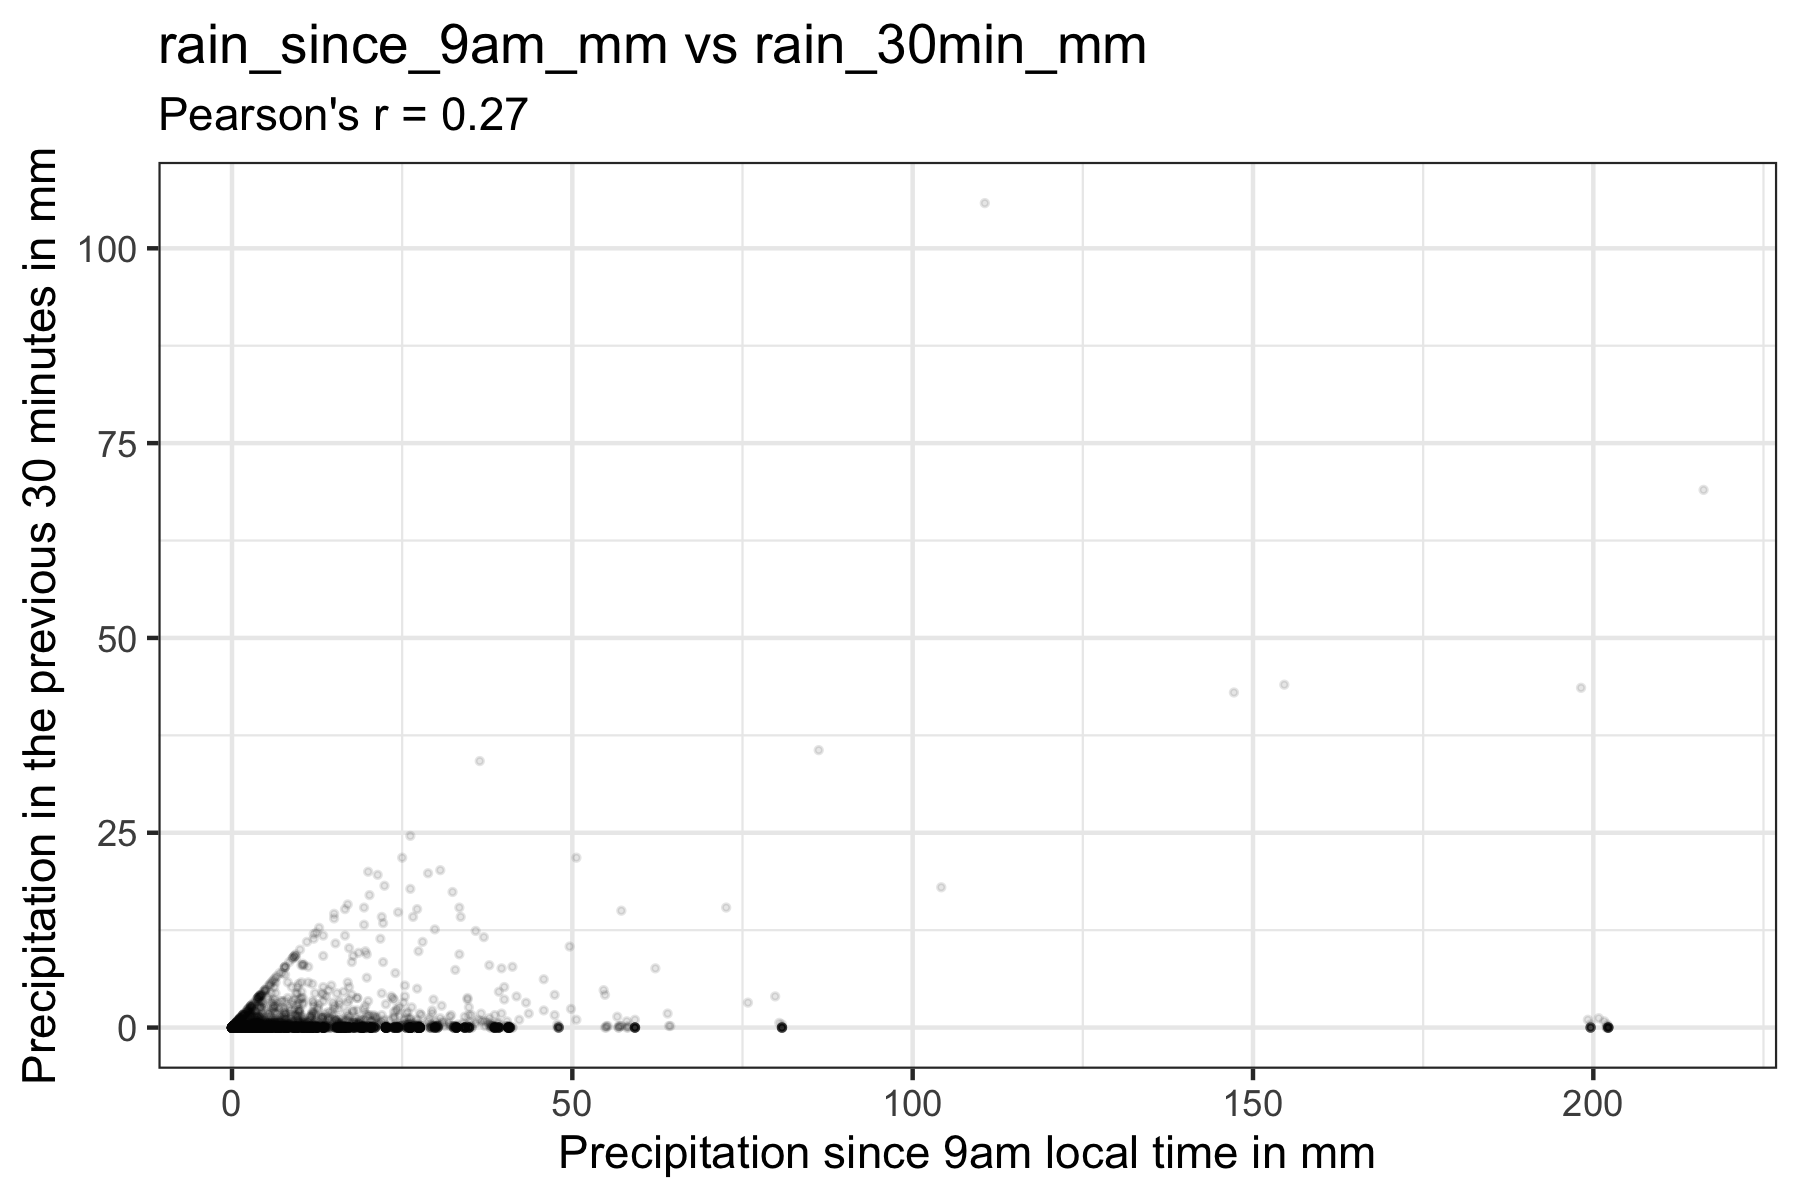 rain_since_9am_mm vs rain_30min_mm
Pearson's r = 0.27
Precipitation in the previous 30 minutes in mm
100
75
50
25
0
0 50 100 150 200
Precipitation since 9am local time in mm